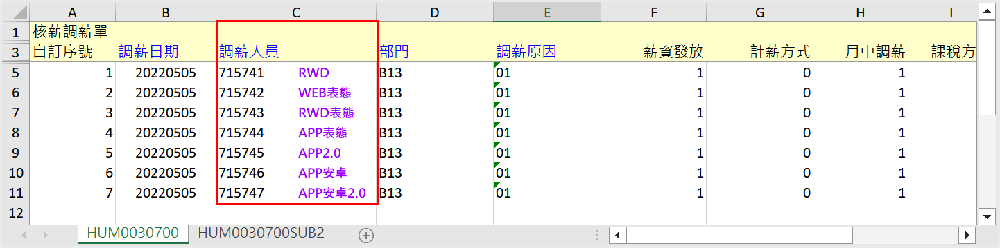 A B C D E F G H I
1 核薪調薪單
3 自訂序號 調薪日期 調薪人員 部門 調薪原因 薪資發放 計薪方式 月中調薪 課稅方
5 1 20220505 715741 RWD B13 01 1 0 1
6 2 20220505 715742 WEB表態 B13 01 1 0 1
7 3 20220505 715743 RWD表態 B13 01 1 0 1
8 4 20220505 715744 APP表態 B13 01 1 0 1
9 5 20220505 715745 APP2.0 B13 01 1 0 1
10 6 20220505 715746 APP安卓 B13 01 1 0 1
11 7 20220505 715747 APP安卓2.0 B13 01 1 0 1
12
HUM0030700 HUM0030700SUB2